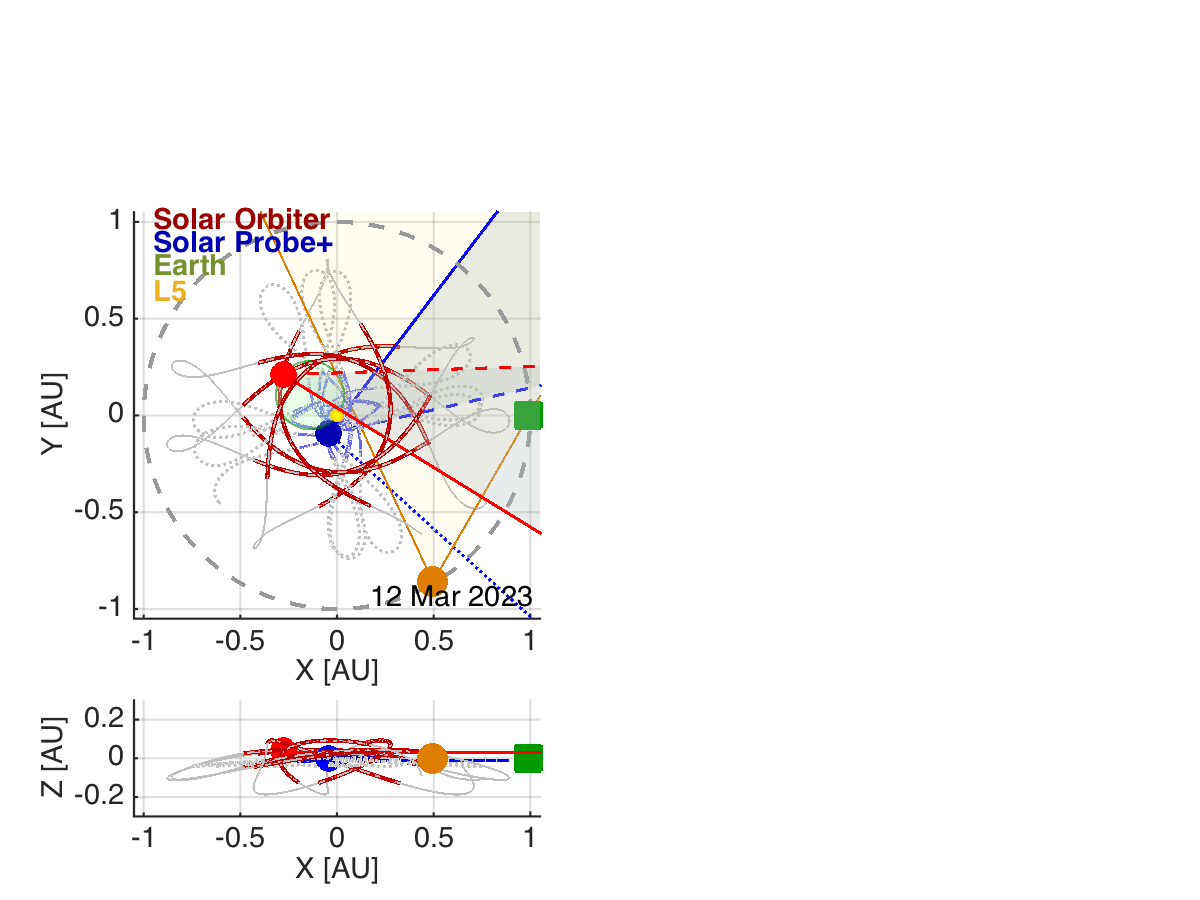 Solar Orbiter
Solar Probe+
Earth
L5
1
0.5
0
-0.5
-1
Y [AU]
12 Mar 2023
-1 -0.5 0 0.5 1
X [AU]
0.2
0
-0.2
Z [AU]
-1 -0.5 0 0.5 1
X [AU]